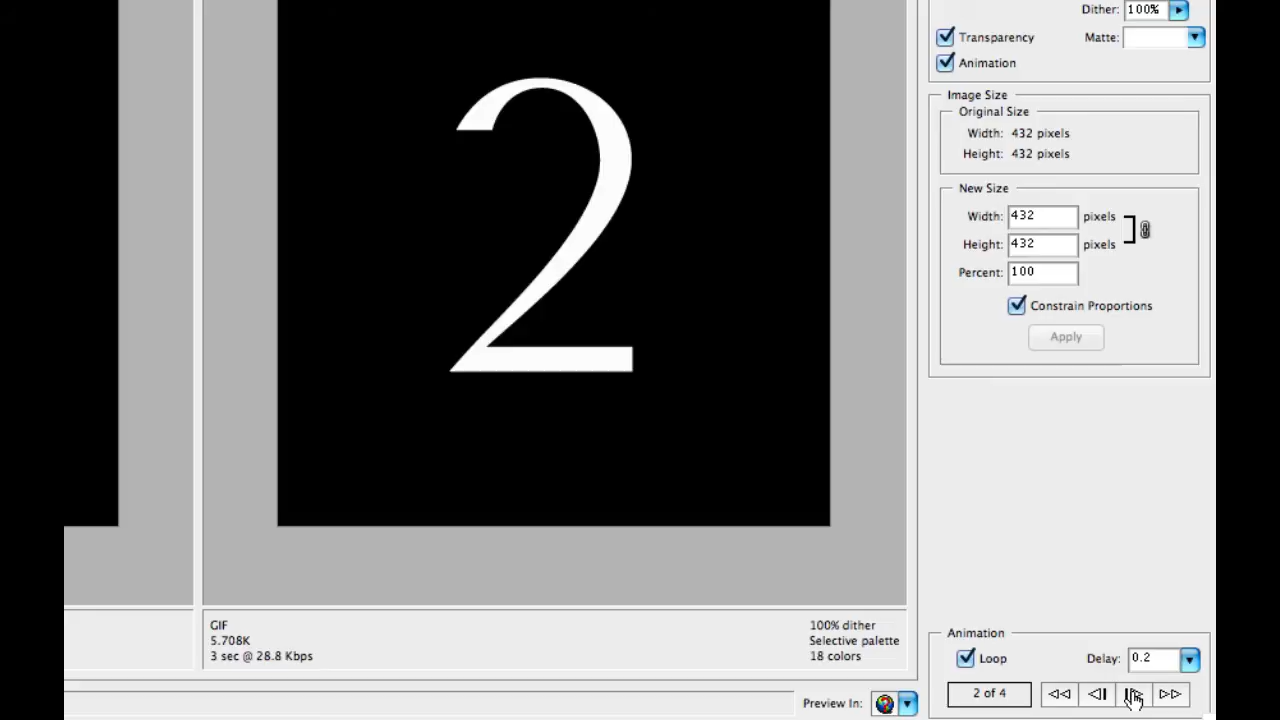 Dither: 100%
Transparency Matte:
Animation
Image Size
Original Size
Width: 432 pixels
Height: 432 pixels
New Size
Width: 432 pixels
Height: 432 pixels
Percent: 100
Constrain Proportions
Apply
2
GIF
5.708K
3 sec @ 28.8 Kbps
100% dither
Selective palette
18 colors
Animation
Loop Delay: 0.2
2 of 4
Preview In: